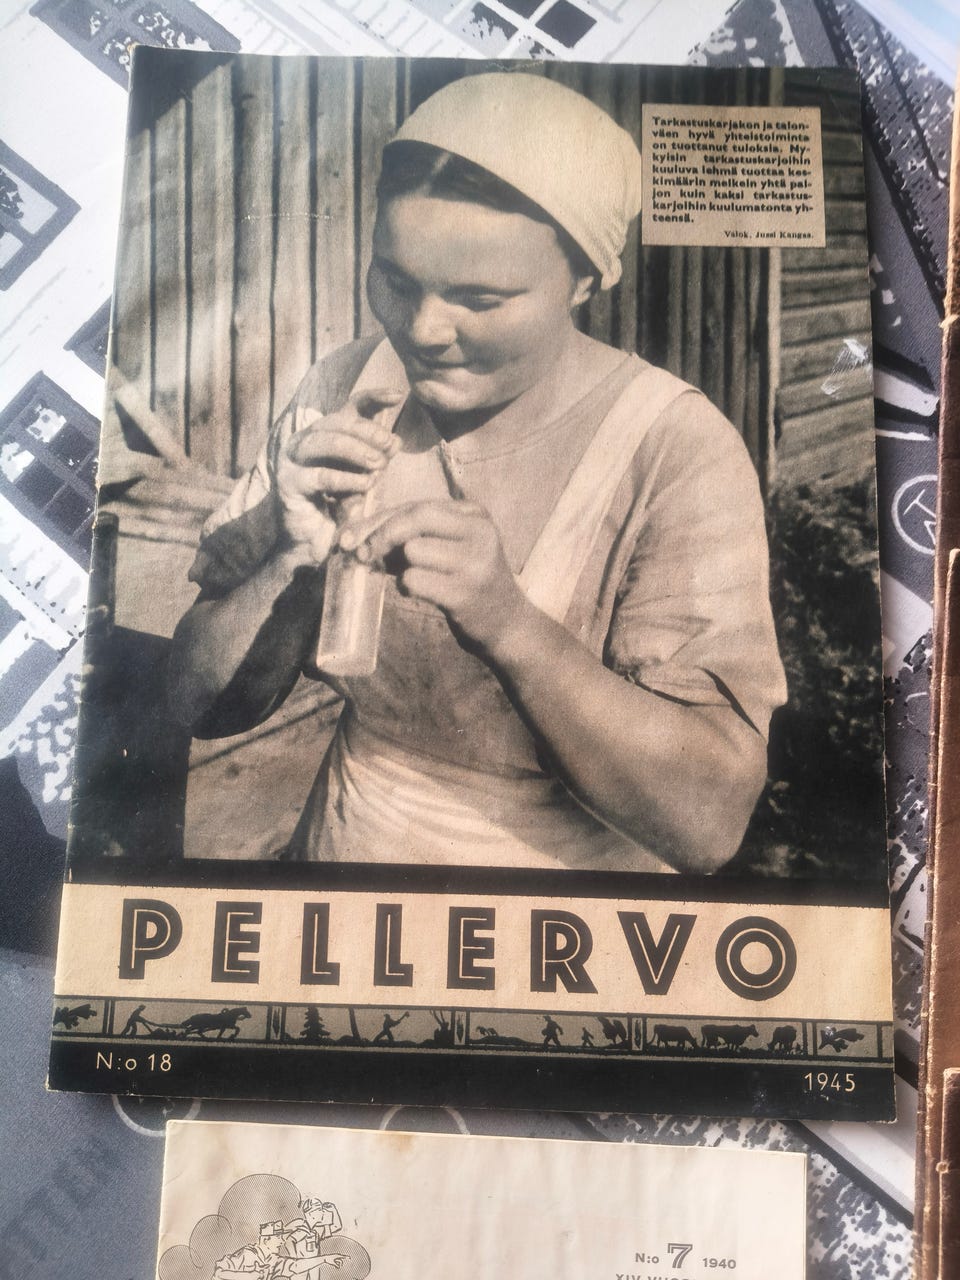 Tarkastuskarjakon ja talon-
väen hyvä yhteistoiminta
on tuottanut tuloksia. Ny-
kyisin tarkastuskarjoihin
kuuluva lehmä tuottaa kes-
kimäärin melkein yhtä pal-
jon kuin kaksi tarkastus-
karjoihin kuulumatonta yh-
teensä.
Valok. Jussi Kangas.
PELLERVO
N:o 18
1945
N:o 7 1940